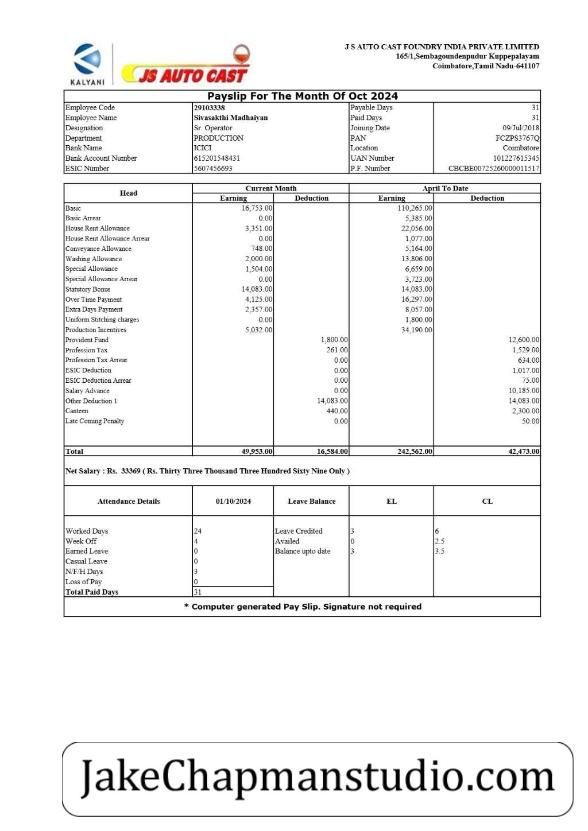 KALYANI
JS AUTO CAST
J S AUTO CAST FOUNDRY INDIA PRIVATE LIMITED
165/1,Sembagoundenpudur Kuppepalayam
Coimbatore,Tamil Nadu-641107
Payslip For The Month Of Oct 2024
Employee Code 29103338 Payable Days 31
Employee Name Sivasakthi Madhaiyan Paid Days 31
Designation Sr. Operator Joining Date 09/Jul/2018
Department PRODUCTION PAN FCZPS3767Q
Bank Name ICICI Location Coimbatore
Bank Account Number 615201548431 UAN Number 101227615345
ESIC Number 5607456693 P.F. Number CBCBE00725260000011517
Head Current Month April To Date
Earning Deduction Earning Deduction
Basic 16,753.00 110,265.00
Basic Arrear 0.00 5,385.00
House Rent Allowance 3,351.00 22,056.00
House Rent Allowance Arrear 0.00 1,077.00
Conveyance Allowance 748.00 5,164.00
Washing Allowance 2,000.00 13,806.00
Special Allowance 1,504.00 6,659.00
Special Allowance Arrear 0.00 3,723.00
Statutory Bonus 14,083.00 14,083.00
Over Time Payment 4,125.00 16,297.00
Extra Days Payment 2,357.00 8,057.00
Uniform Stitching charges 0.00 1,800.00
Production Incentives 5,032.00 34,190.00
Provident Fund 1,800.00 12,600.00
Profession Tax 261.00 1,529.00
Profession Tax Arrear 0.00 634.00
ESIC Deduction 0.00 1,017.00
ESIC Deduction Arrear 0.00 75.00
Salary Advance 0.00 10,185.00
Other Deduction 1 14,083.00 14,083.00
Canteen 440.00 2,300.00
Late Coming Penalty 0.00 50.00
Total 49,953.00 16,584.00 242,562.00 42,473.00
Net Salary : Rs. 33369 ( Rs. Thirty Three Thousand Three Hundred Sixty Nine Only )
Attendance Details 01/10/2024 Leave Balance EL CL
Worked Days 24 Leave Credited 3 6
Week Off 4 Availed 0 2.5
Earned Leave 0 Balance upto date 3 3.5
Casual Leave 0
N/F/H Days 3
Loss of Pay 0
Total Paid Days 31
* Computer generated Pay Slip. Signature not required
JakeChapmanstudio.com